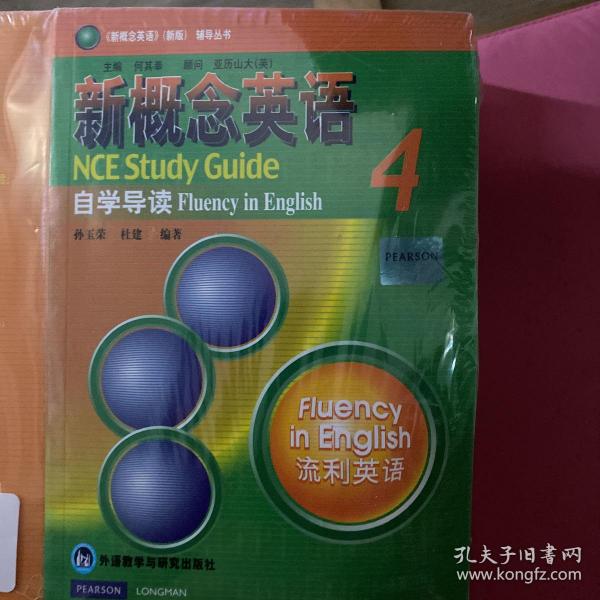 《新概念英语》(新版) 辅导丛书
主编 何其莘 顾问 亚历山大(英)
新概念英语
NCE Study Guide
4
自学导读 Fluency in English
孙玉荣 杜建 编著
PEARSON
Fluency
in English
流利英语
外语教学与研究出版社
PEARSON LONGMAN
孔夫子旧书网
www.kongfz.com